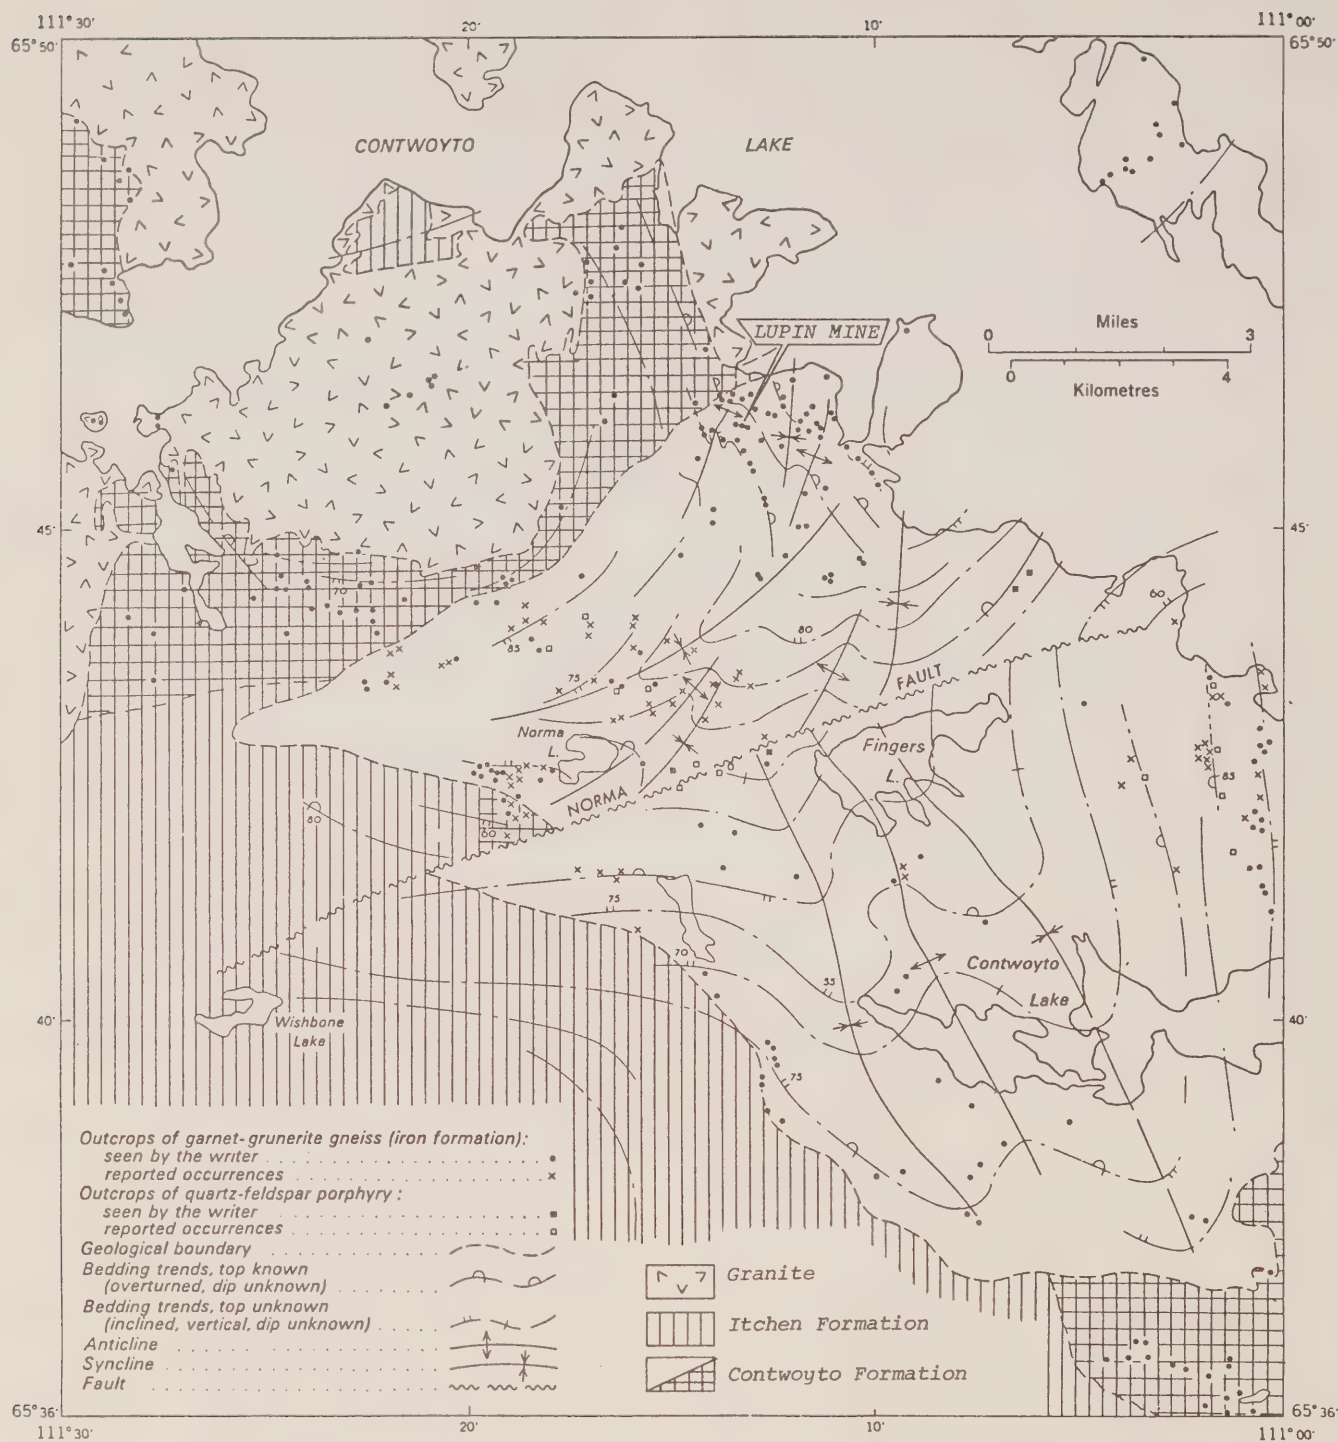 111° 30' 20' 10' 111° 00'
65° 50' 65° 50'
CONTWOYTO LAKE
LUPIN MINE
0 Miles 3
0 4
Kilometres
45' 45'
70
60
80
85
75
FAULT
Norma
L.
Fingers
L.
NORMA
85
80
60
75
70
55
Contwoyto
Lake
40' 40'
Wishbone
Lake
75
Outcrops of garnet-grunerite gneiss (iron formation):
seen by the writer
reported occurrences x
Outcrops of quartz-feldspar porphyry:
seen by the writer
reported occurrences
Geological boundary
Bedding trends, top known
(overturned, dip unknown)
Bedding trends, top unknown
(inclined, vertical, dip unknown)
Anticline
Syncline
Fault
Granite
Itchen Formation
Contwoyto Formation
65° 36' 65° 36'
111° 30' 20' 10' 111° 00'